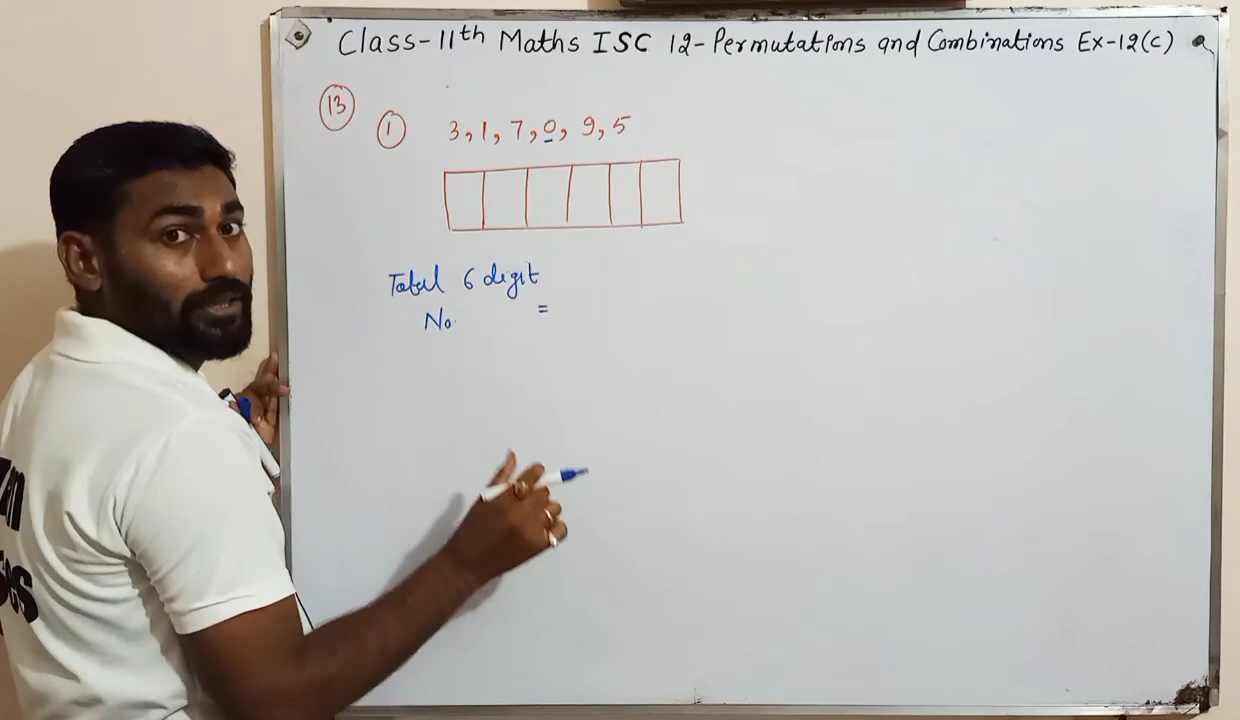 Class-11th Maths ISC 12-Permutations and Combinations Ex-12(c)
13
1 3, 1, 7, 0, 9, 5
Total 6 digit
No. =